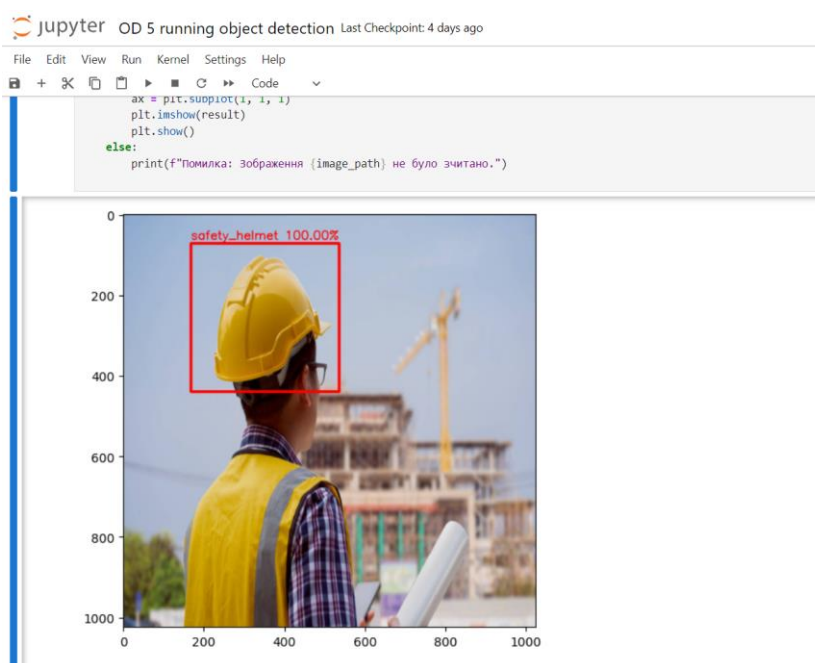 jupyter OD 5 running object detection Last Checkpoint: 4 days ago
File Edit View Run Kernel Settings Help
Code
ax = plt.subplot(1, 1, 1)
plt.imshow(result)
plt.show()
else:
print(f"Помилка: Зображення {image_path} не було зчитано.")
0
safety_helmet 100.00%
200
400
600
800
1000
0 200 400 600 800 1000